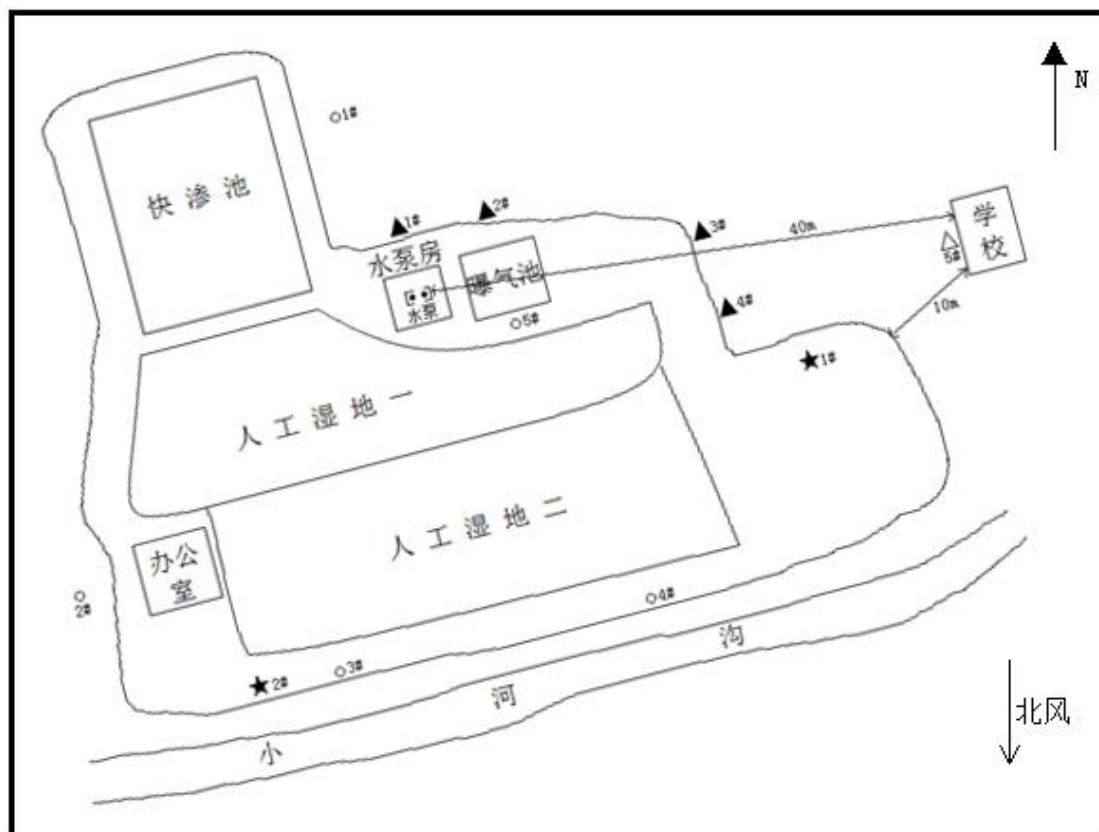 N
○1#
快渗池
▲1#
▲2#
▲3#
40m
学
校
△
5#
水泵房
曝气池
水泵
○5#
▲4#
10m
★1#
人工湿地一
人工湿地二
办公
室
○
2#
○4#
○3#
★2#
小河沟
北风